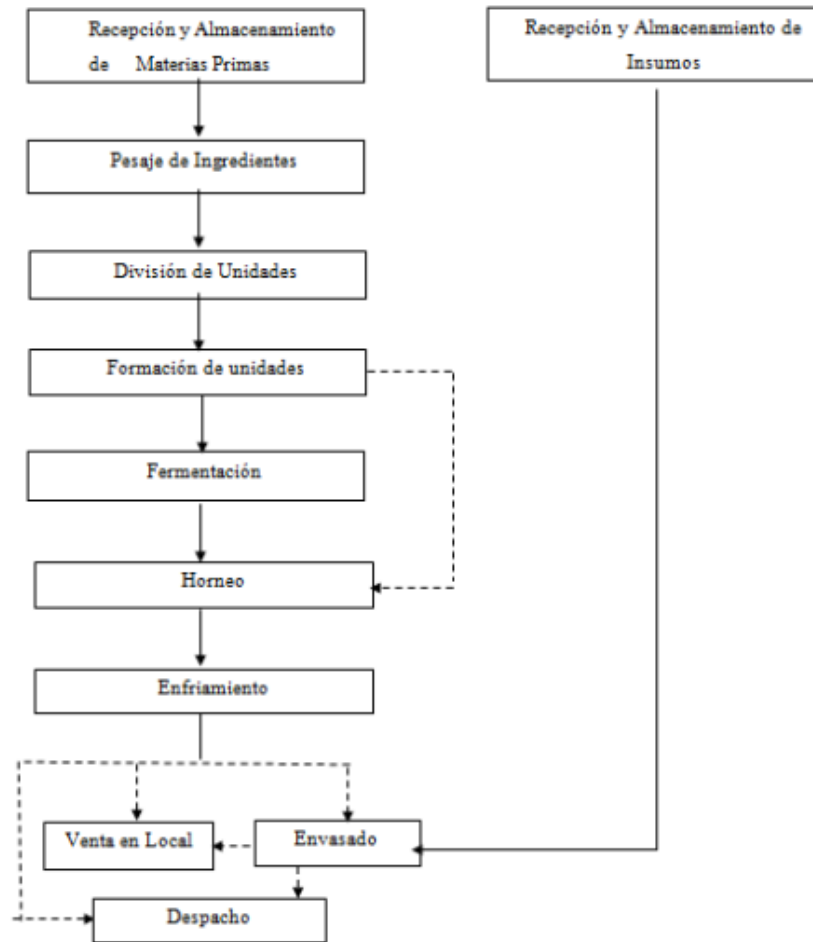 Recepción y Almacenamiento
de Materias Primas
Recepción y Almacenamiento de
Insumos
Pesaje de Ingredientes
División de Unidades
Formación de unidades
Fermentación
Horneo
Enfriamiento
Venta en Local
Envasado
Despacho